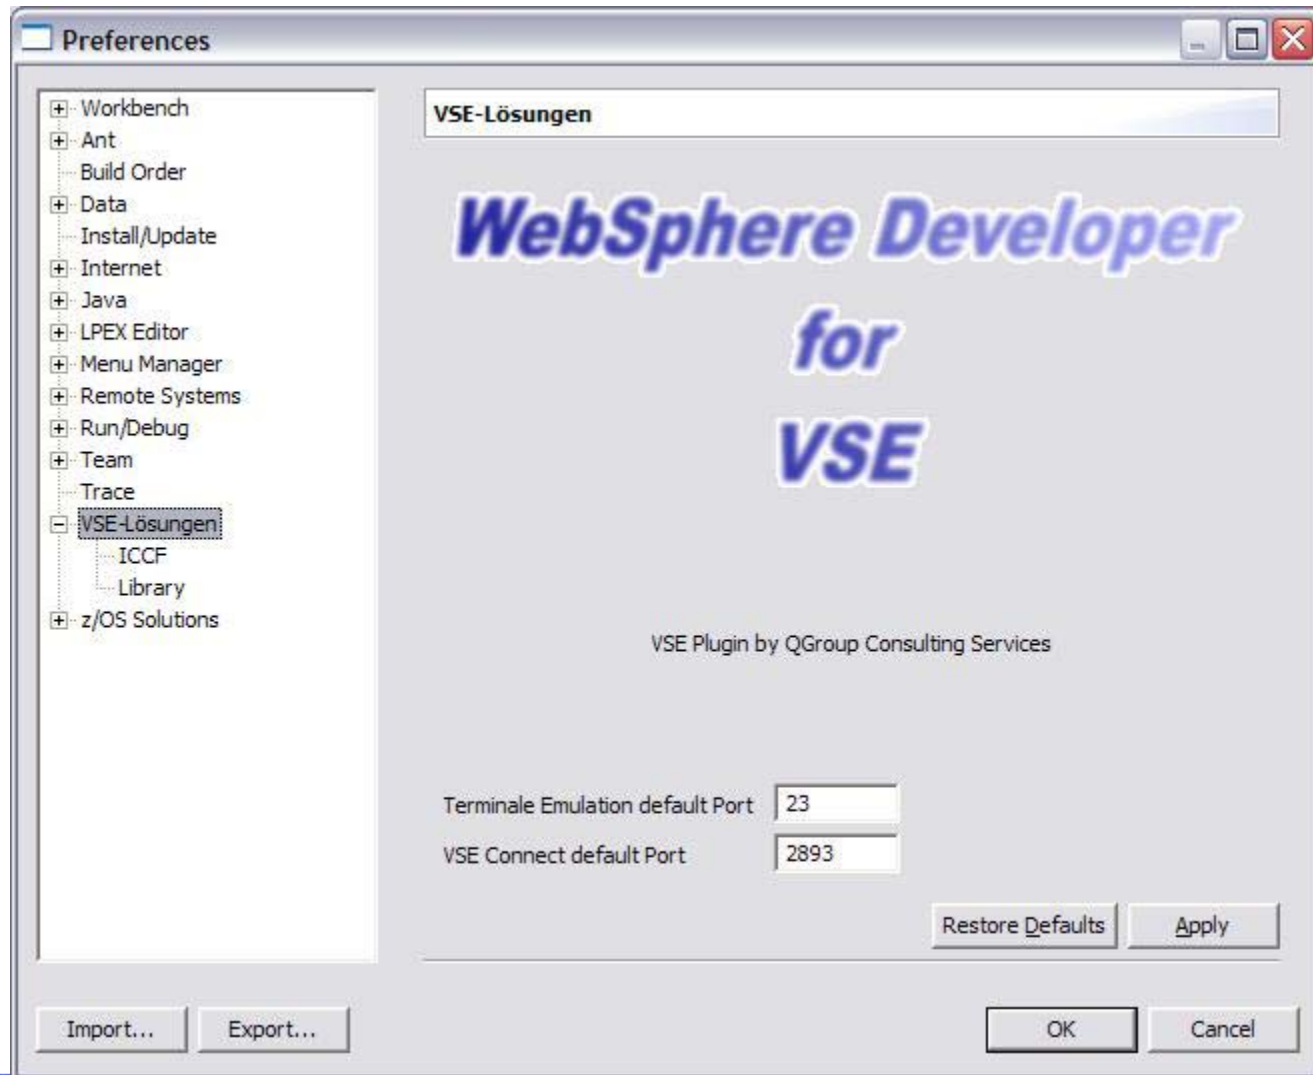 Preferences
Workbench
Ant
Build Order
Data
Install/Update
Internet
Java
LPEX Editor
Menu Manager
Remote Systems
Run/Debug
Team
Trace
VSE-Lösungen
ICCF
Library
z/OS Solutions
VSE-Lösungen
WebSphere Developer
for
VSE
VSE Plugin by QGroup Consulting Services
Terminale Emulation default Port 23
VSE Connect default Port 2893
Restore Defaults Apply
Import... Export... OK Cancel